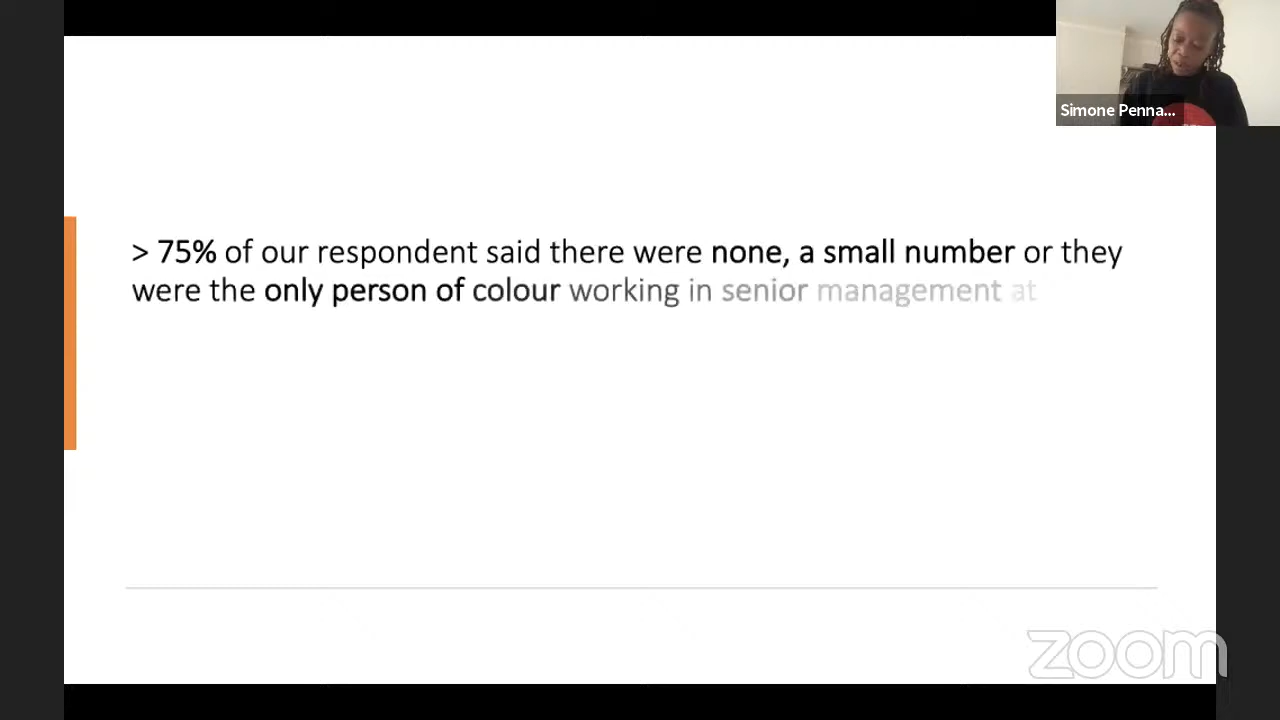 Simone Penna...
> 75% of our respondent said there were none, a small number or they
were the only person of colour working in senior management at
zoom